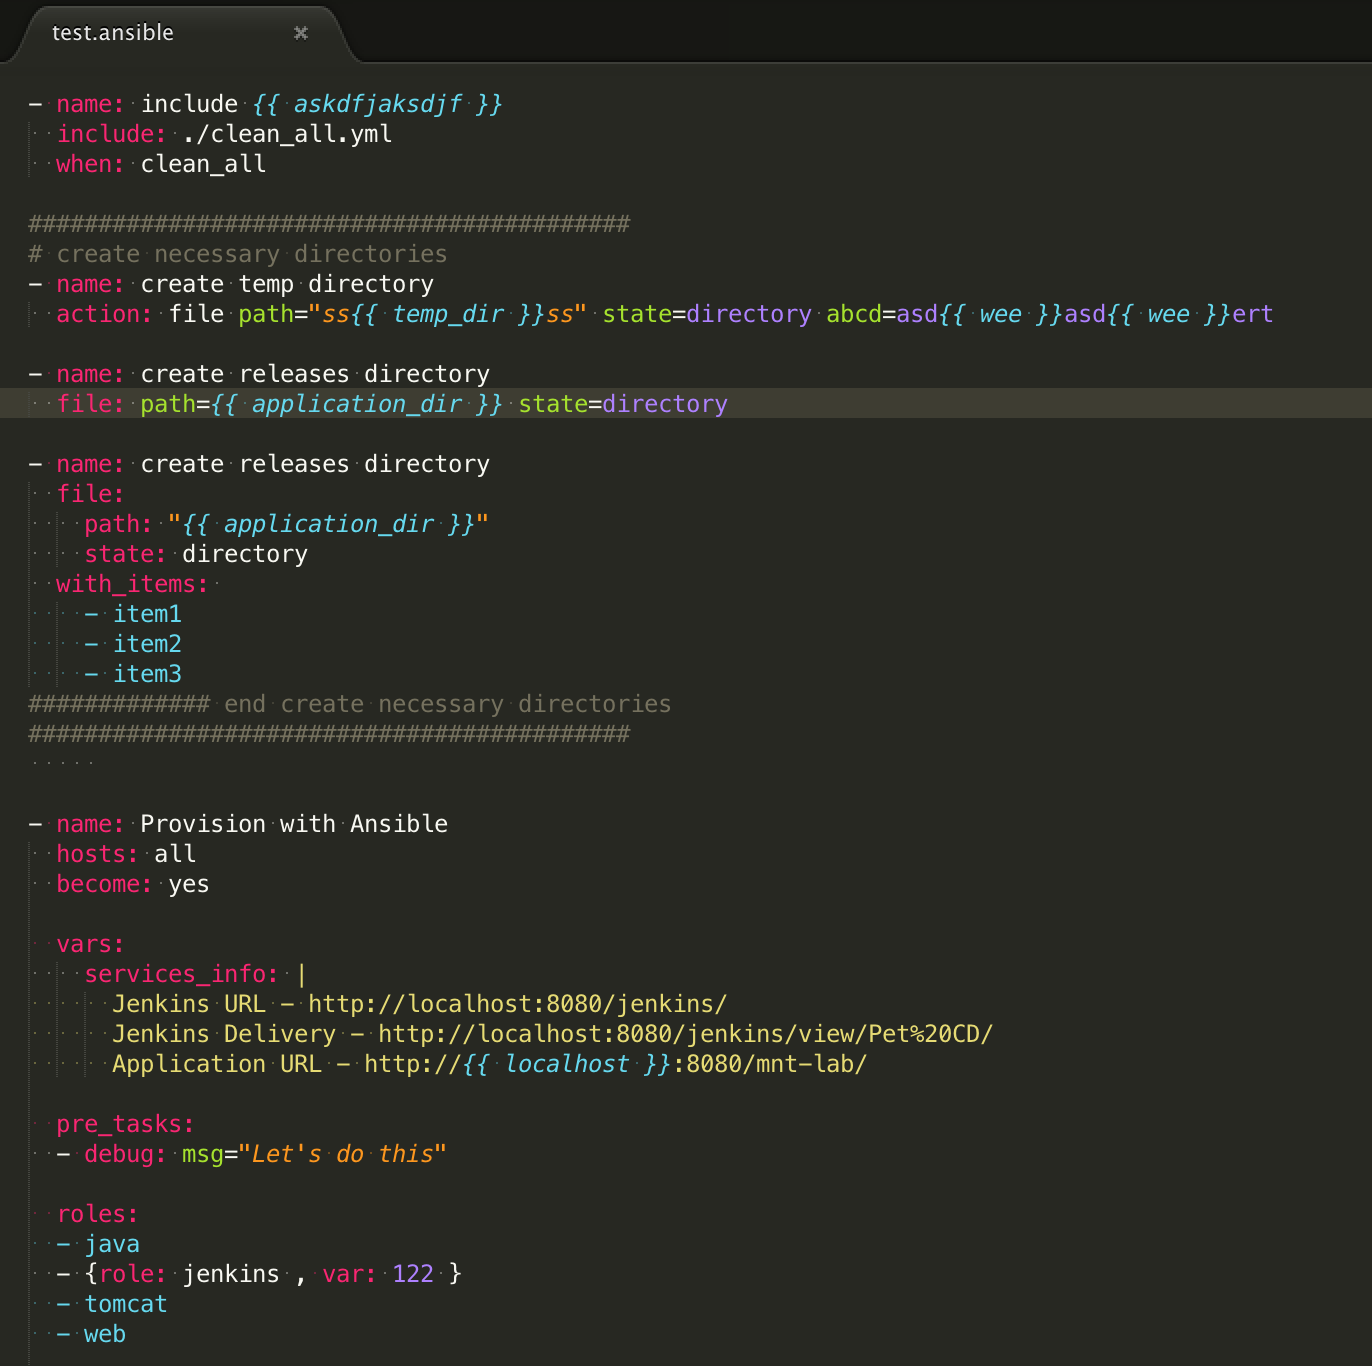 test.ansible
- name: include {{ askdfjaksdjf }}
  include: ./clean_all.yml
  when: clean_all
###########################################
# create necessary directories
- name: create temp directory
  action: file path="ss{{ temp_dir }}ss" state=directory abcd=asd{{ wee }}asd{{ wee }}ert
- name: create releases directory
  file: path={{ application_dir }} state=directory
- name: create releases directory
  file:
    path: "{{ application_dir }}"
    state: directory
  with_items:
    - item1
    - item2
    - item3
############# end create necessary directories
###########################################
- name: Provision with Ansible
  hosts: all
  become: yes
  vars:
    services_info: |
      Jenkins URL - http://localhost:8080/jenkins/
      Jenkins Delivery - http://localhost:8080/jenkins/view/Pet%20CD/
      Application URL - http://{{ localhost }}:8080/mnt-lab/
  pre_tasks:
  - debug: msg="Let's do this"
  roles:
  - java
  - {role: jenkins , var: 122 }
  - tomcat
  - web